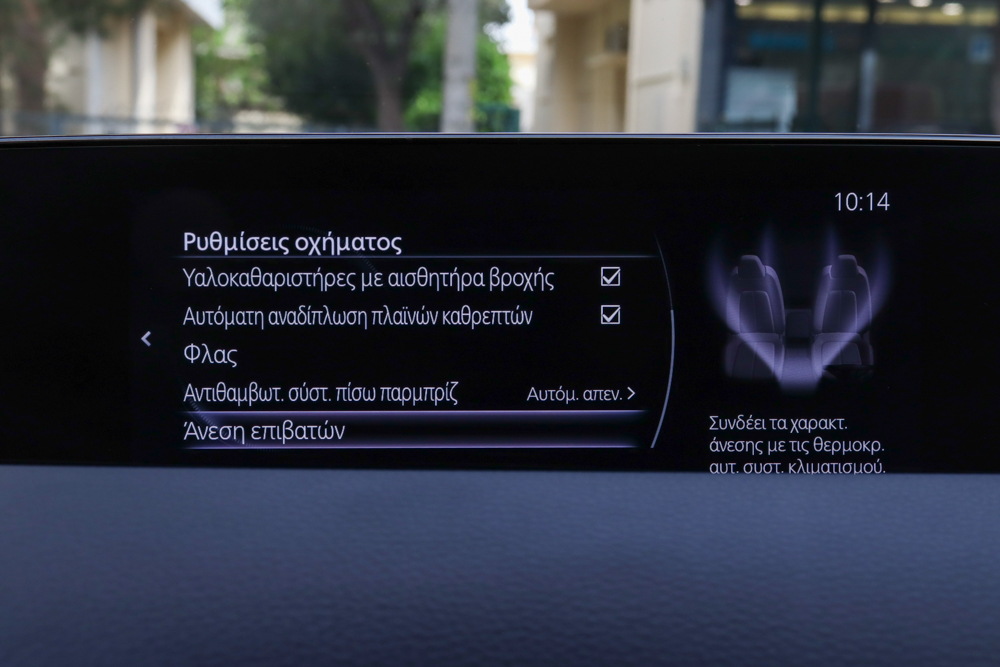 10:14
Ρυθμίσεις οχήματος
Υαλοκαθαριστήρες με αισθητήρα βροχής
Αυτόματη αναδίπλωση πλαϊνών καθρεπτών
Φλας
Αντιθαμβωτ. σύστ. πίσω παρμπρίζ Αυτόμ. απεν.
Άνεση επιβατών
Συνδέει τα χαρακτ.
άνεσης με τις θερμοκρ.
αυτ. συστ. κλιματισμού.